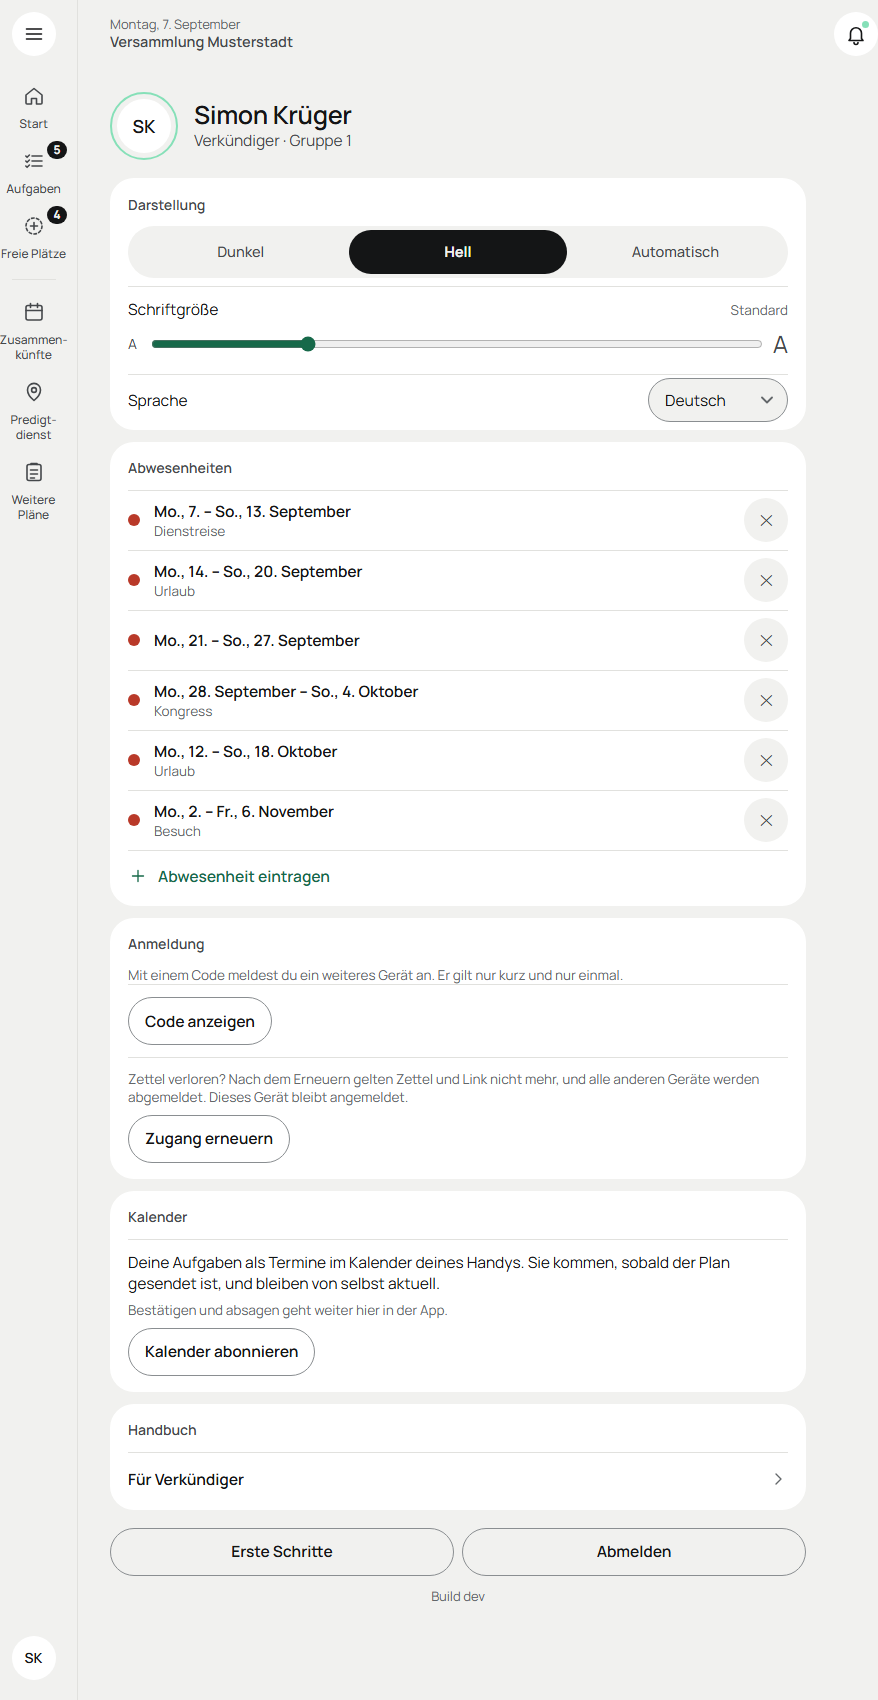 Montag, 7. September
Versammlung Musterstadt
Start
5
Aufgaben
4
Freie Plätze
Zusammen-
künfte
Predigt-
dienst
Weitere
Pläne
SK
SK
Simon Krüger
Verkündiger · Gruppe 1
Darstellung
Dunkel
Hell
Automatisch
Schriftgröße
Standard
A
A
Sprache
Deutsch
Abwesenheiten
Mo., 7. – So., 13. September
Dienstreise
Mo., 14. – So., 20. September
Urlaub
Mo., 21. – So., 27. September
Mo., 28. September – So., 4. Oktober
Kongress
Mo., 12. – So., 18. Oktober
Urlaub
Mo., 2. – Fr., 6. November
Besuch
Abwesenheit eintragen
Anmeldung
Mit einem Code meldest du ein weiteres Gerät an. Er gilt nur kurz und nur einmal.
Code anzeigen
Zettel verloren? Nach dem Erneuern gelten Zettel und Link nicht mehr, und alle anderen Geräte werden
abgemeldet. Dieses Gerät bleibt angemeldet.
Zugang erneuern
Kalender
Deine Aufgaben als Termine im Kalender deines Handys. Sie kommen, sobald der Plan
gesendet ist, und bleiben von selbst aktuell.
Bestätigen und absagen geht weiter hier in der App.
Kalender abonnieren
Handbuch
Für Verkündiger
Erste Schritte
Abmelden
Build dev